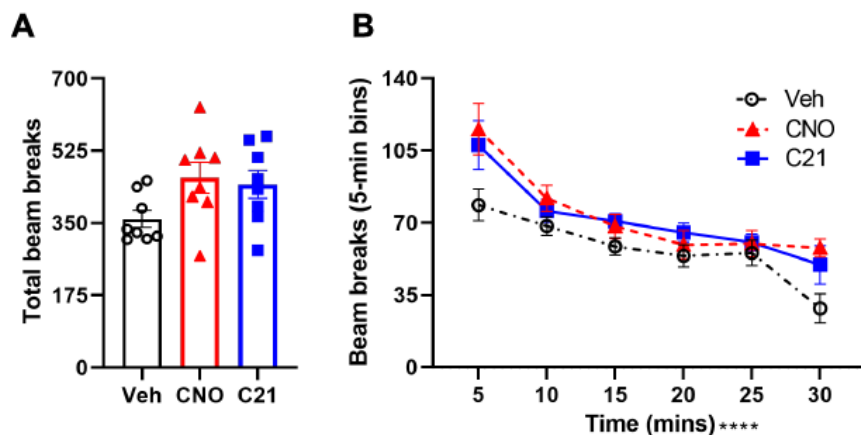 A
Total beam breaks
700
525
350
175
0
Veh CNO C21
B
Beam breaks (5-min bins)
140
105
70
35
0
Veh
CNO
C21
5 10 15 20 25 30
Time (mins) ****